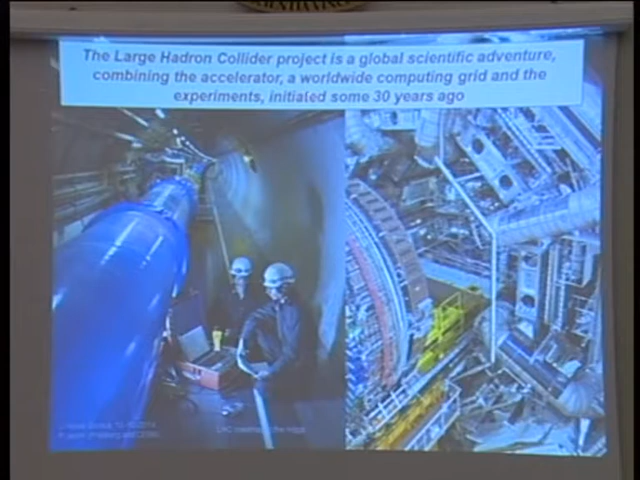 The Large Hadron Collider project is a global scientific adventure,
combining the accelerator, a worldwide computing grid and the
experiments, initiated some 30 years ago